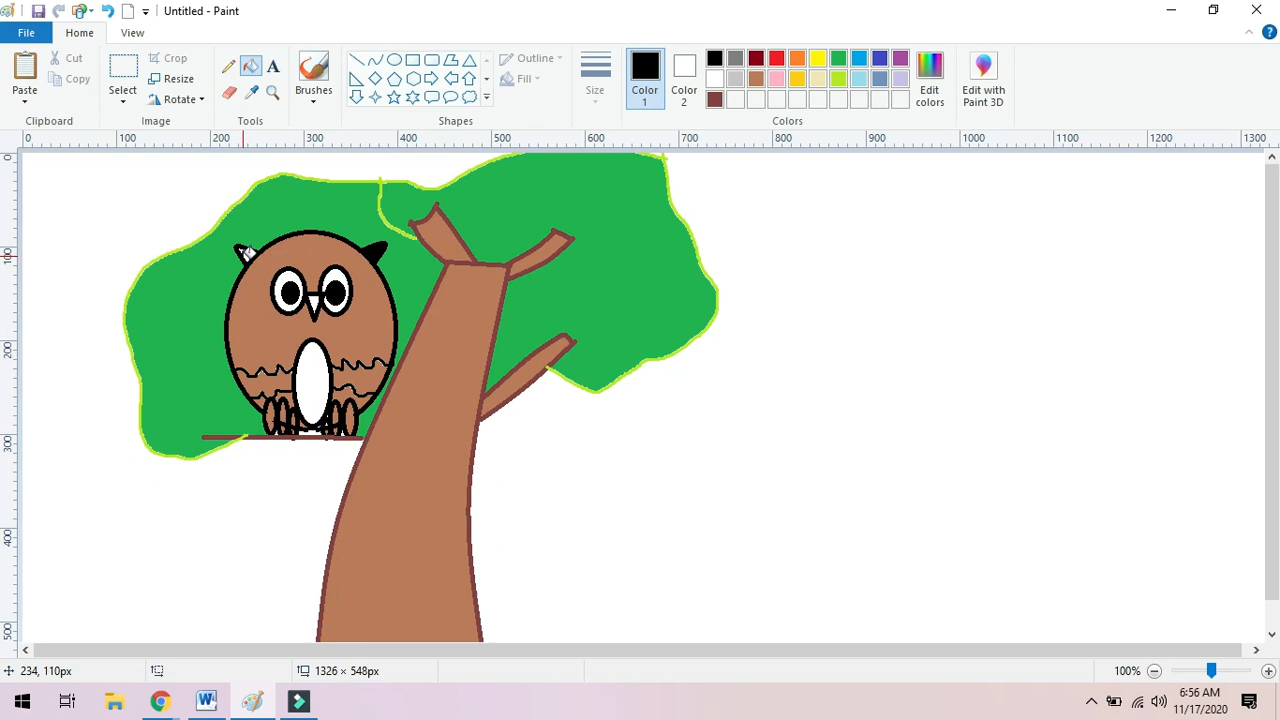 Untitled - Paint
File Home View
Paste
Cut
Copy
Clipboard
Select
Crop
Resize
Rotate
Image
A
Tools
Brushes
Outline
Fill
Shapes
Size
Color 1
Color 2
Edit colors
Colors
Edit with Paint 3D
0 100 200 300 400 500 600 700 800 900 1000 1100 1200 1300
0
100
200
300
400
500
234, 110px
1326 × 548px
100%
6:56 AM
11/17/2020